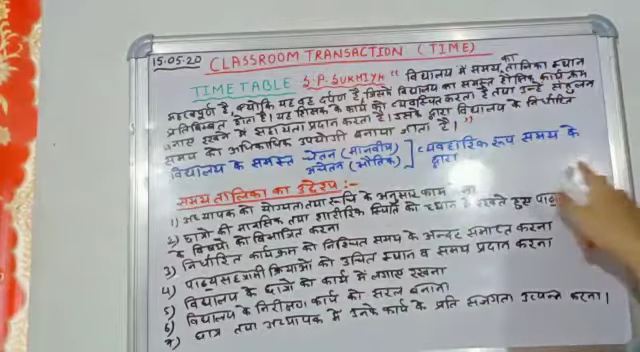 15.05.20 CLASSROOM TRANSACTION (TIME)
TIME TABLE S.P. SUKHIYA " विद्यालय में समय तालिका का स्थान
महत्वपूर्ण है, क्योंकि यह वह दर्पण है, जिसमें विद्यालय का समस्त शैक्षिक कार्यक्रम
प्रतिबिम्बित होता है। यह शिक्षक के कार्य को व्यवस्थित करता है तथा उन्हें संतुलन
बनाए रखने में सहायता प्रदान करता है। इसके द्वारा विद्यालय के निर्धारित
समय को अधिकाधिक उपयोगी बनाया जाता है।"
विद्यालय के समस्त चेतन (मानवीय) व्यवहारिक रूप समय के
अचेतन (भौतिक) द्वारा
समय तालिका का उद्देश्य :-
1) अध्यापक की योग्यता तथा रूचि के अनुसार काम
2) छात्रों की मानसिक तथा शारीरिक स्थिति को ध्यान में रखते हुए
के विषयों को विभाजित करना
3) निर्धारित कार्यक्रम को निश्चित समय के अन्दर समाप्त करना
4) पाठ्यसहगामी क्रियाओं को उचित स्थान व समय प्रदान करना
5) विद्यालय के छात्रों को कार्य में लगाए रखना
6) विद्यालय के निरीक्षण कार्य को सरल बनाना
7) छात्र तथा अध्यापक में उनके कार्य के प्रति सजगता उत्पन्न करना।